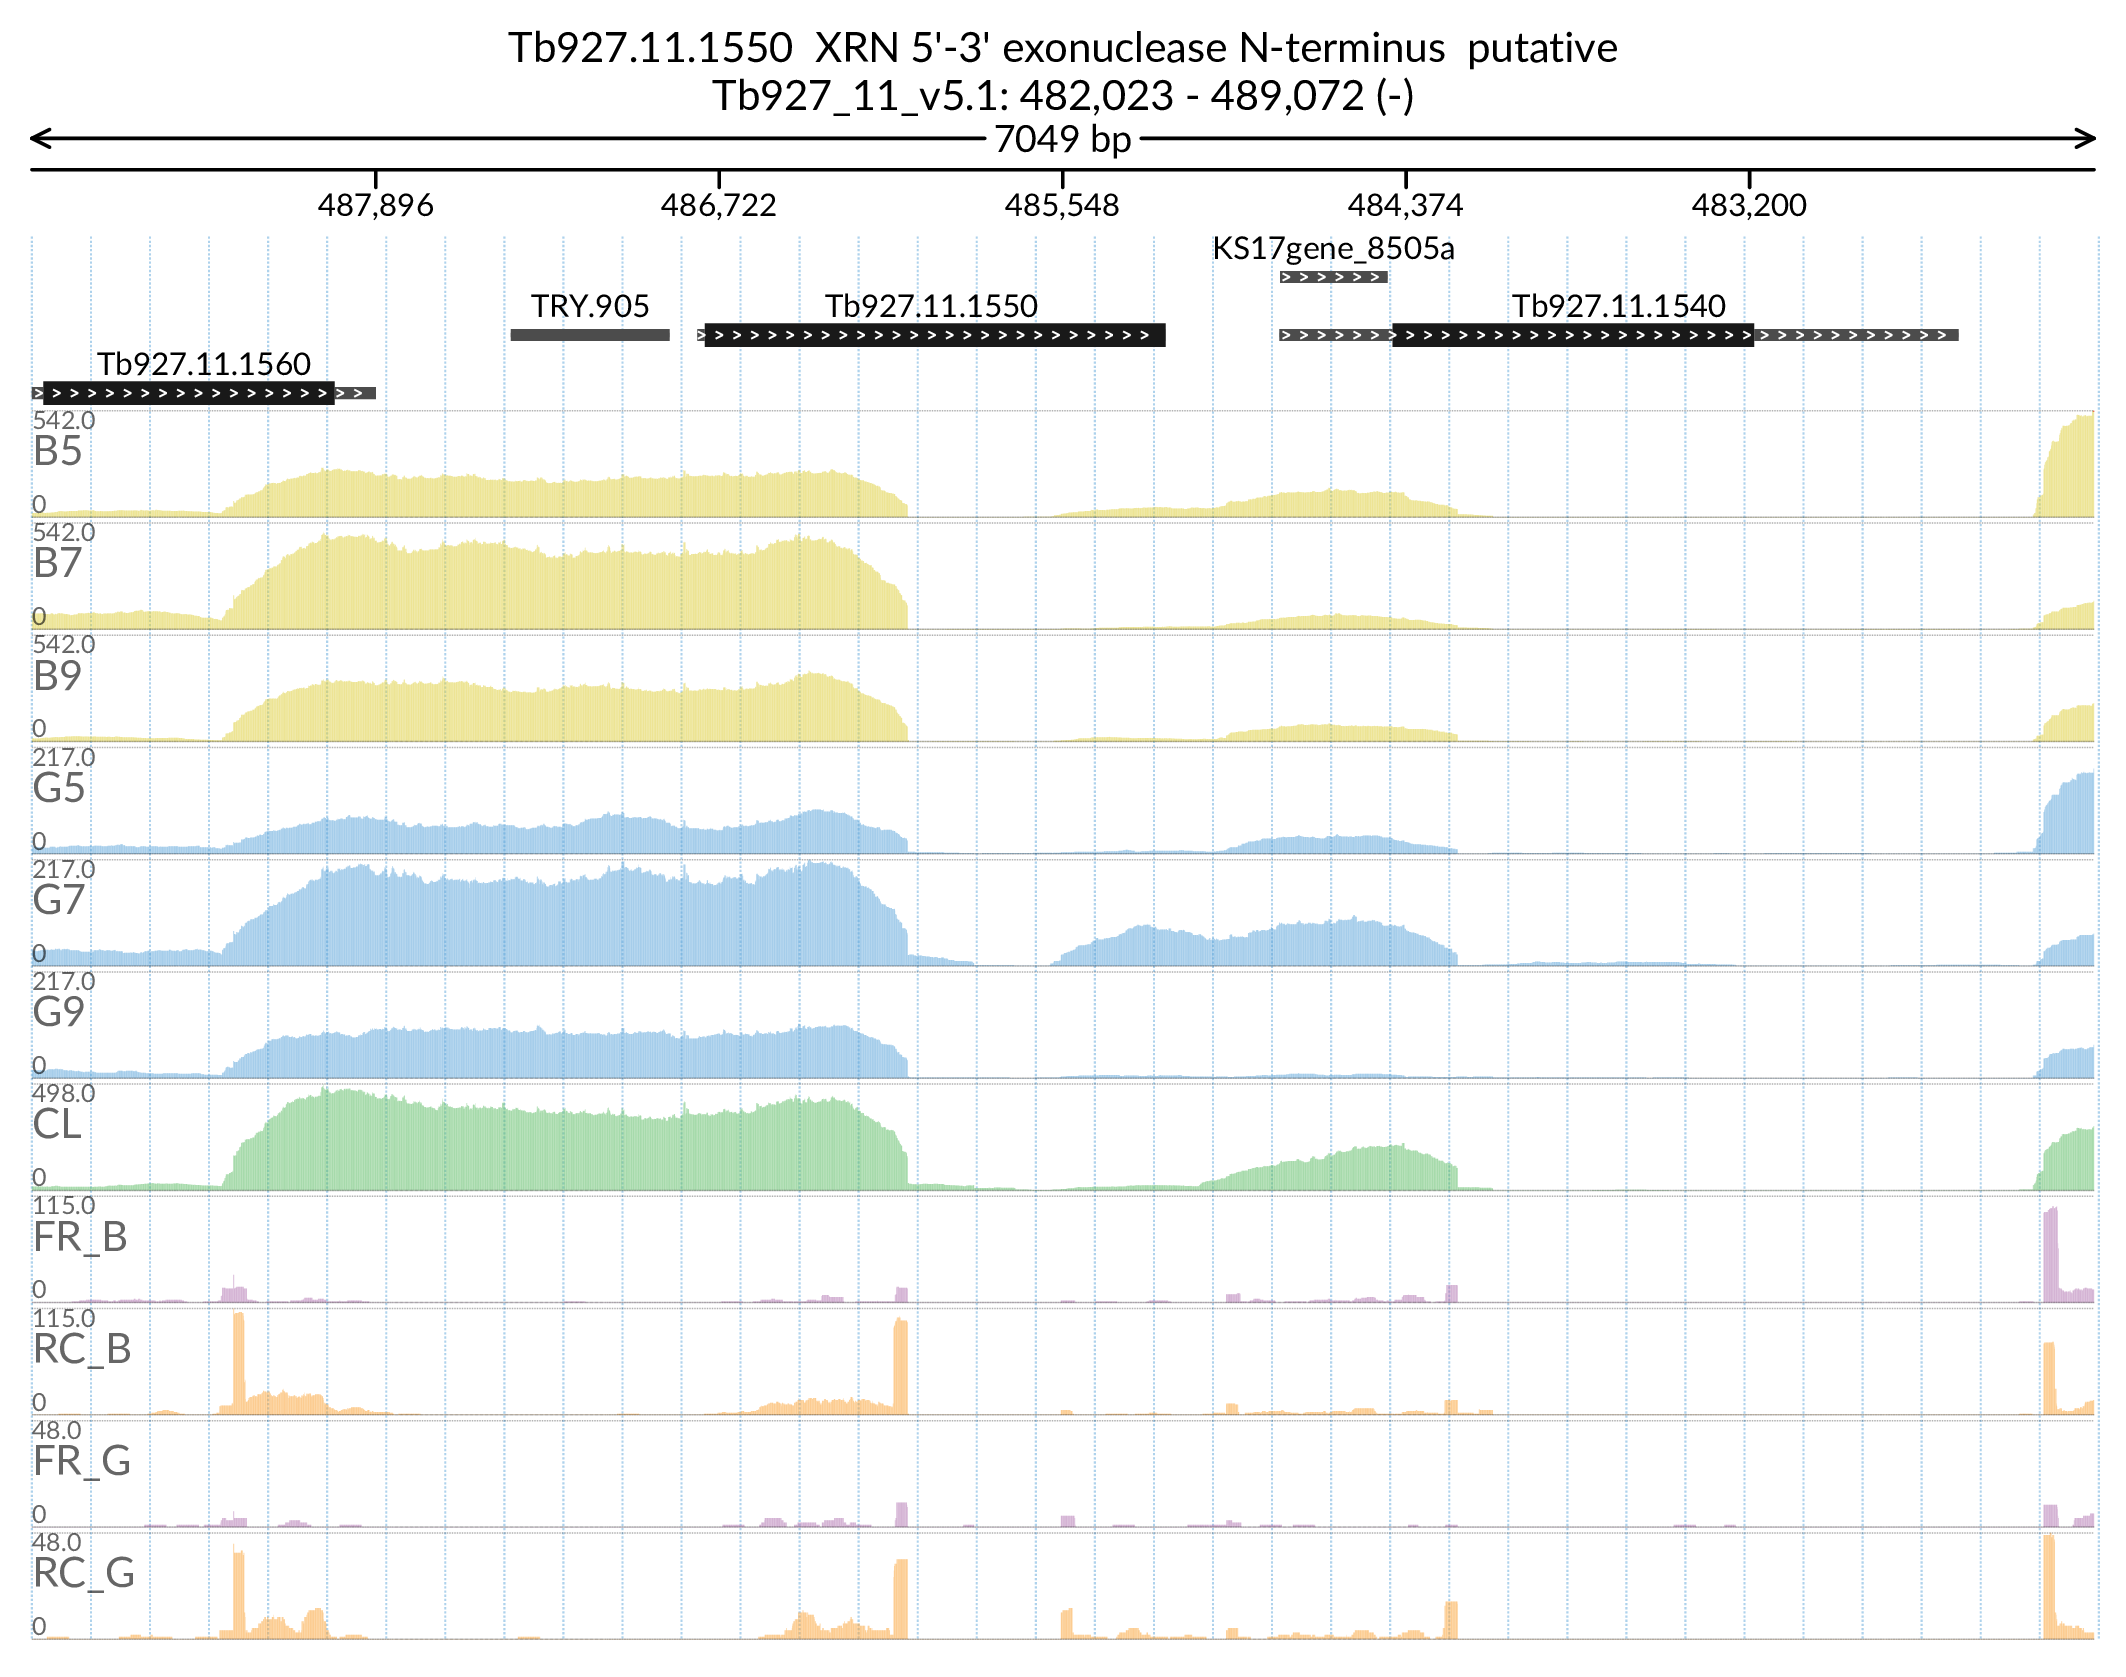 Tb927.11.1550  XRN 5'-3' exonuclease N-terminus  putative
Tb927_11_v5.1: 482,023 - 489,072 (-)
7049 bp
487,896 486,722 485,548 484,374 483,200
KS17gene_8505a
TRY.905 Tb927.11.1550 Tb927.11.1540
Tb927.11.1560
542.0
B5
0
542.0
B7
0
542.0
B9
0
217.0
G5
0
217.0
G7
0
217.0
G9
0
498.0
CL
0
115.0
FR_B
0
115.0
RC_B
0
48.0
FR_G
0
48.0
RC_G
0